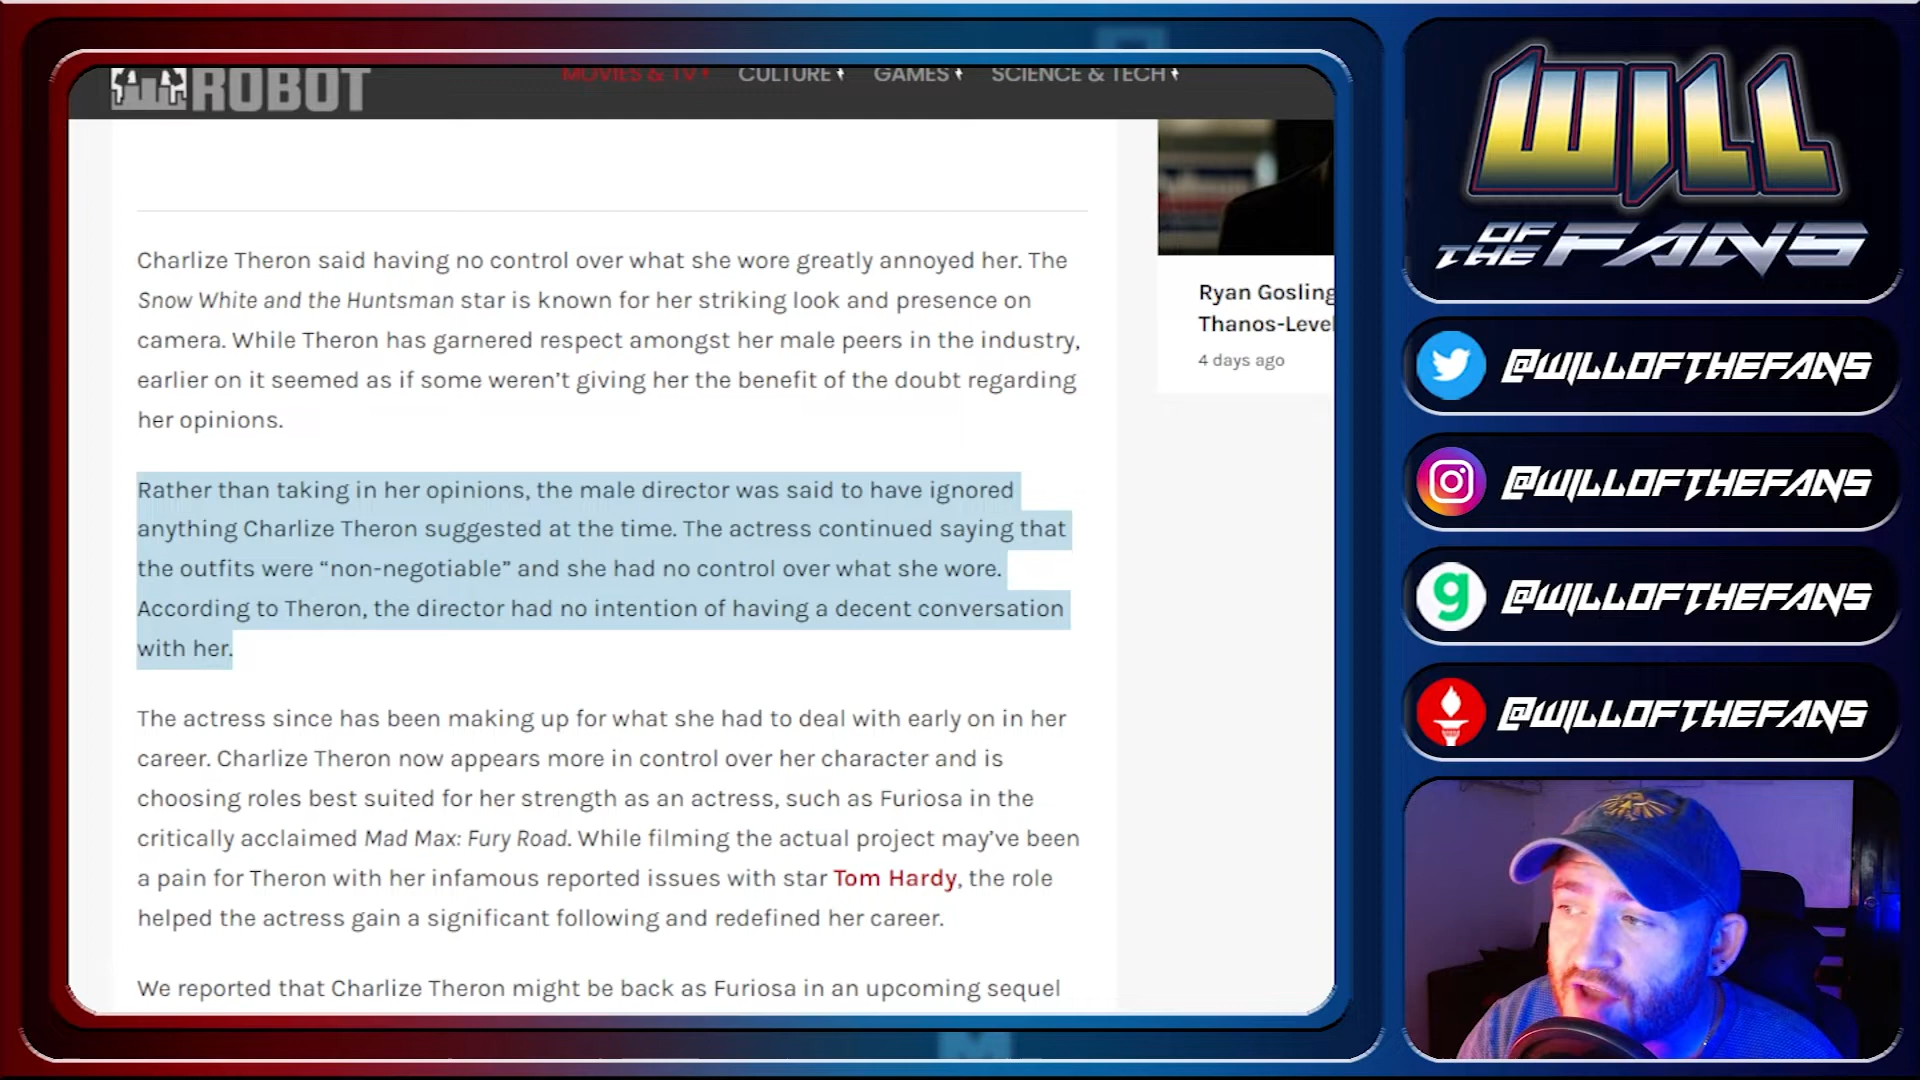 ROBOT
MOVIES & TV CULTURE GAMES SCIENCE & TECH
Charlize Theron said having no control over what she wore greatly annoyed her. The
Snow White and the Huntsman star is known for her striking look and presence on
camera. While Theron has garnered respect amongst her male peers in the industry,
earlier on it seemed as if some weren’t giving her the benefit of the doubt regarding
her opinions.
Rather than taking in her opinions, the male director was said to have ignored
anything Charlize Theron suggested at the time. The actress continued saying that
the outfits were “non-negotiable” and she had no control over what she wore.
According to Theron, the director had no intention of having a decent conversation
with her.
The actress since has been making up for what she had to deal with early on in her
career. Charlize Theron now appears more in control over her character and is
choosing roles best suited for her strength as an actress, such as Furiosa in the
critically acclaimed Mad Max: Fury Road. While filming the actual project may’ve been
a pain for Theron with her infamous reported issues with star Tom Hardy, the role
helped the actress gain a significant following and redefined her career.
We reported that Charlize Theron might be back as Furiosa in an upcoming sequel
Ryan Gosling
Thanos-Level
4 days ago
WILL
OF THE FANS
@WILLOFTHEFANS
@WILLOFTHEFANS
@WILLOFTHEFANS
@WILLOFTHEFANS